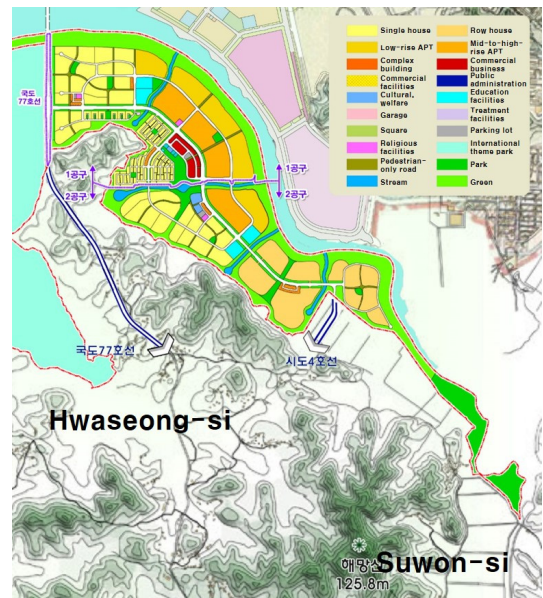 Single house
Row house
Low-rise APT
Mid-to-high-
rise APT
Complex
building
Commercial
business
Commercial
facilities
Public
administration
Cultural,
welfare
Education
facilities
Garage
Treatment
facilities
Square
Parking lot
Religious
facilities
International
theme park
Pedestrian-
only road
Park
Stream
Green
국도
77호선
1공구
2공구
1공구
2공구
국도77호선
시도4호선
Hwaseong-si
해망산
125.8m
Suwon-si